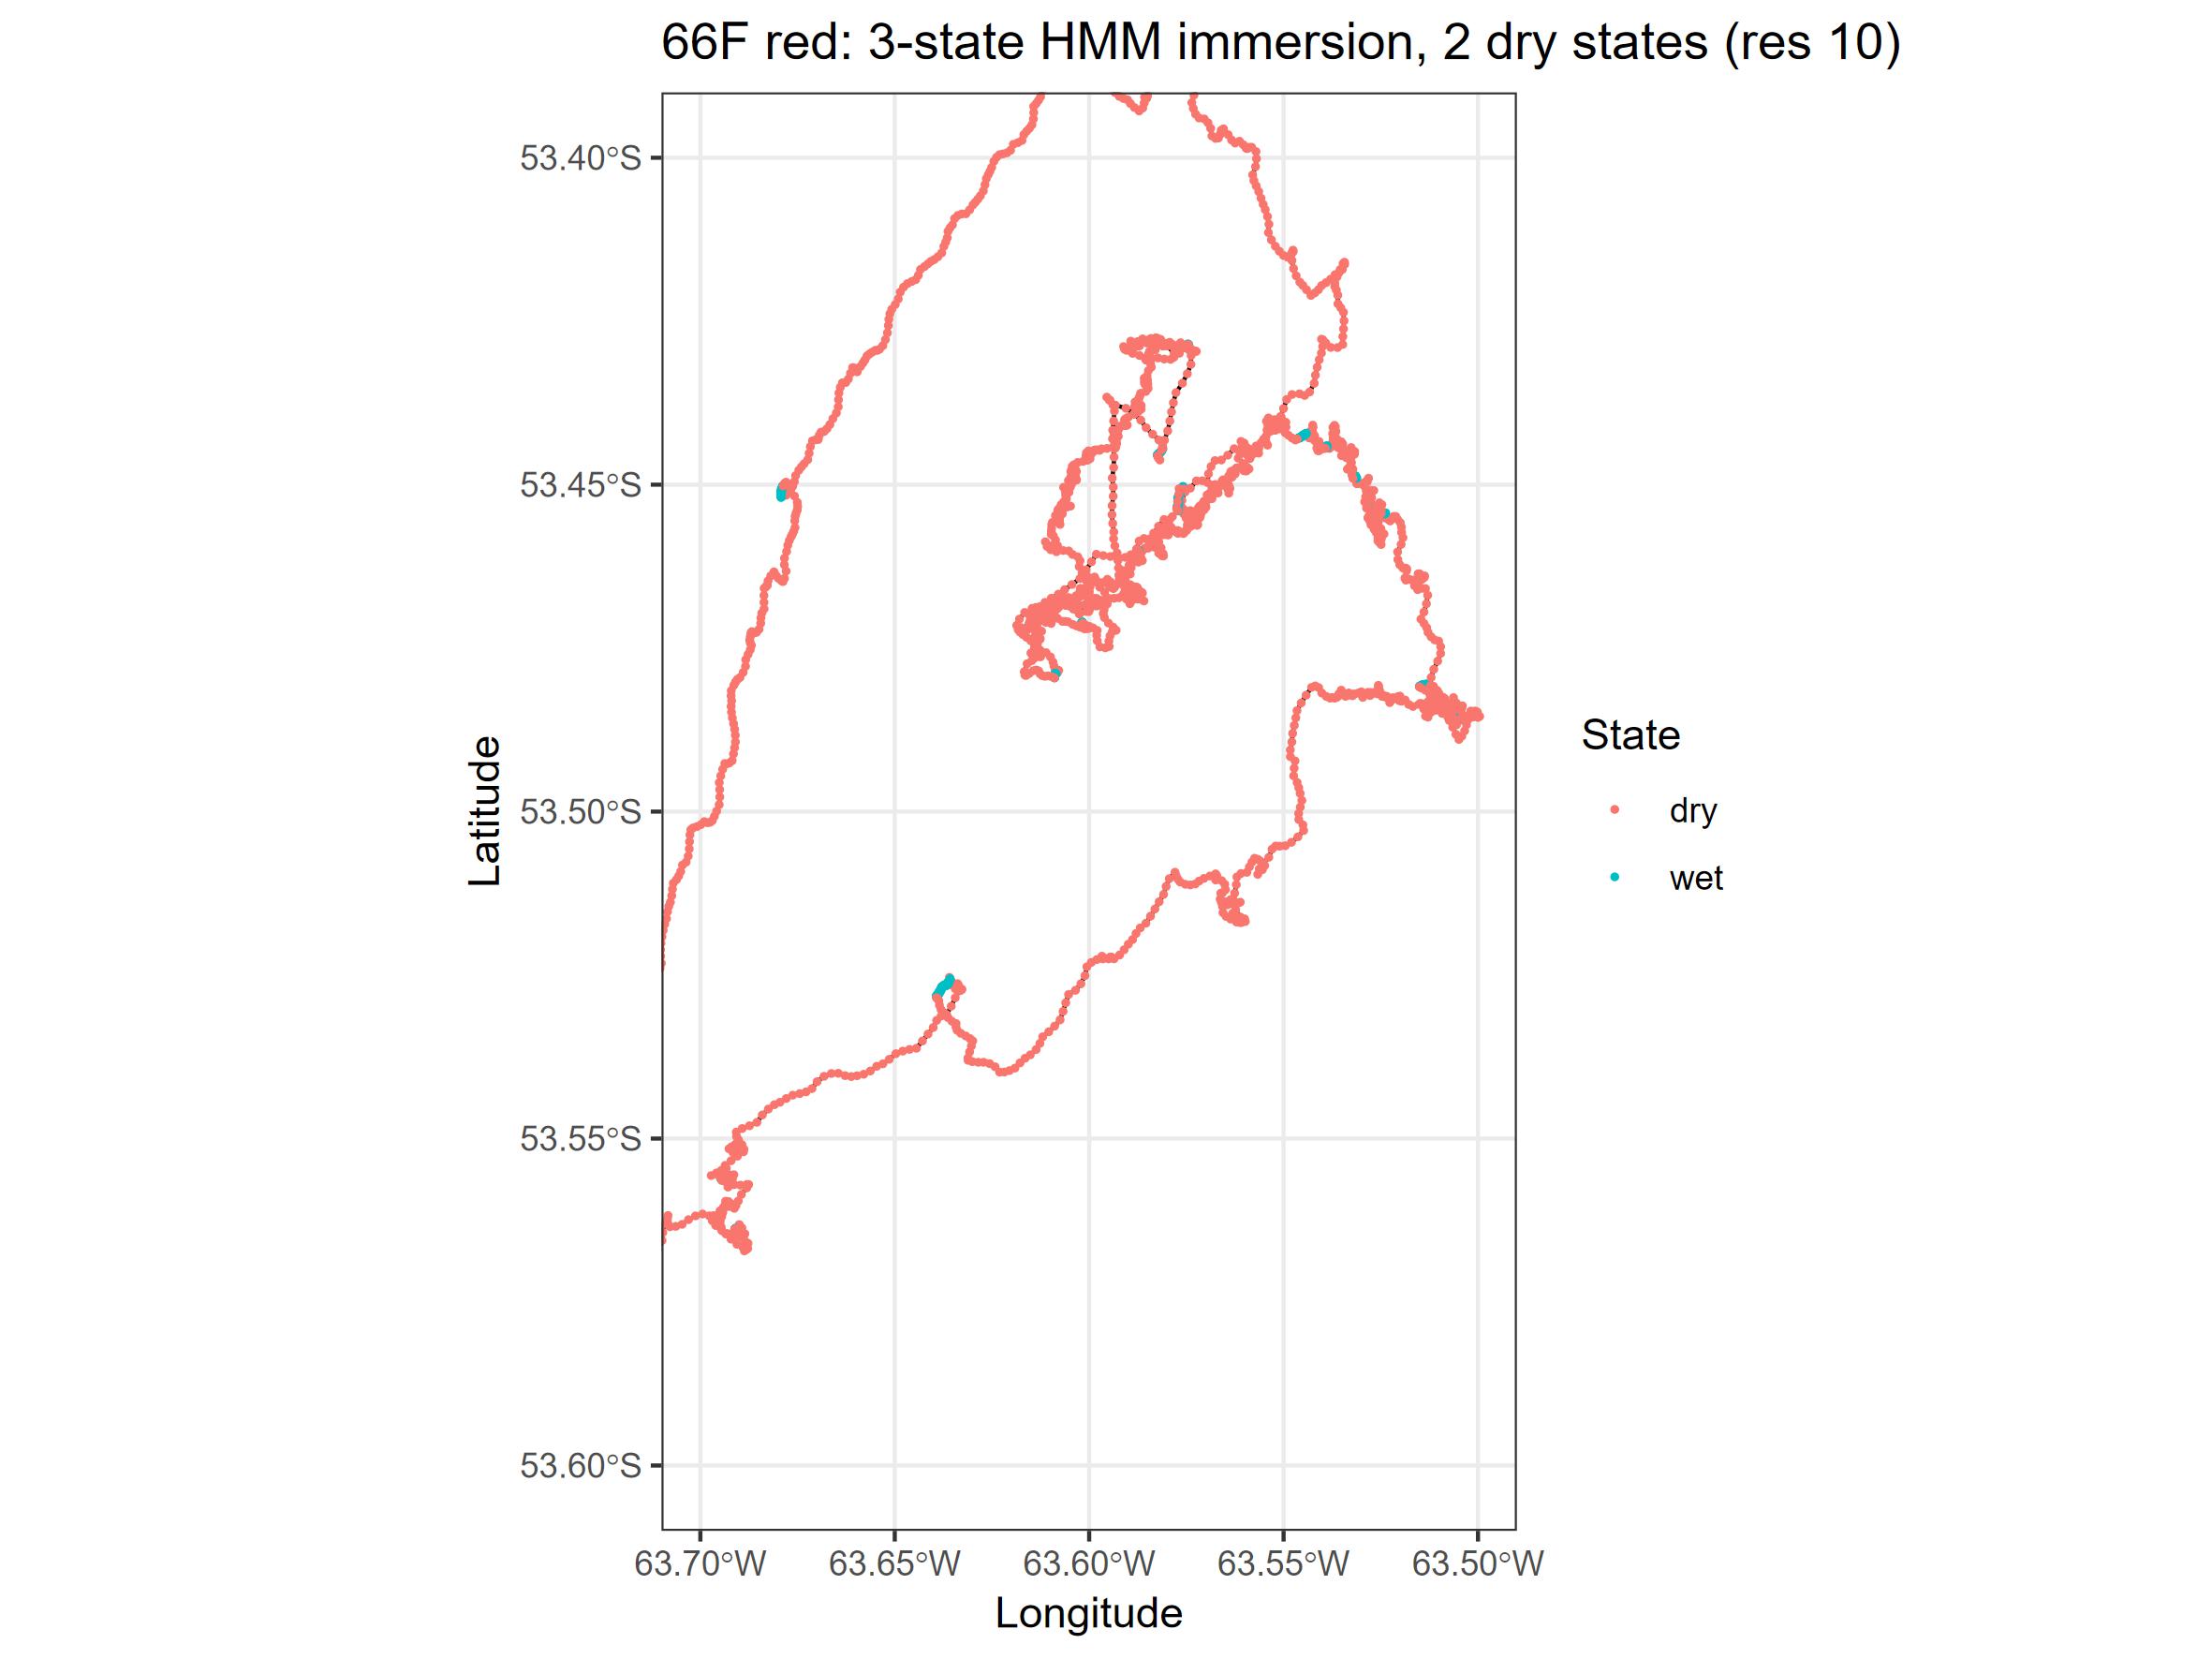 66F red: 3-state HMM immersion, 2 dry states (res 10)
53.40°S
53.45°S
53.50°S
53.55°S
53.60°S
Latitude
63.70°W 63.65°W 63.60°W 63.55°W 63.50°W
Longitude
State
dry
wet